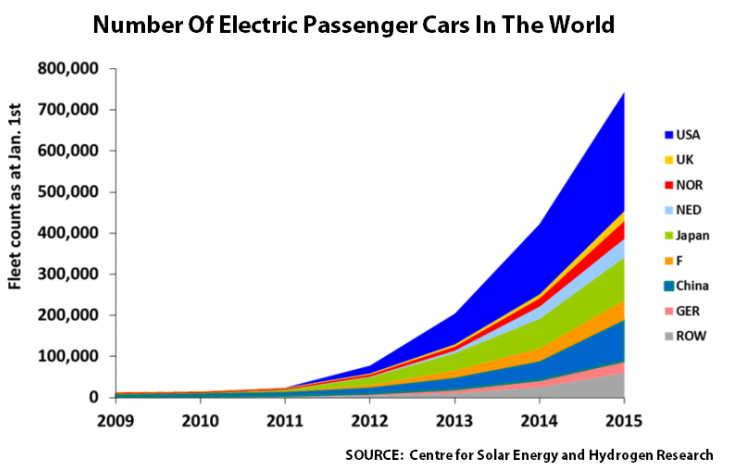 Number Of Electric Passenger Cars In The World
Fleet count as at Jan. 1st
800,000
700,000
600,000
500,000
400,000
300,000
200,000
100,000
0
2009 2010 2011 2012 2013 2014 2015
USA
UK
NOR
NED
Japan
F
China
GER
ROW
SOURCE: Centre for Solar Energy and Hydrogen Research